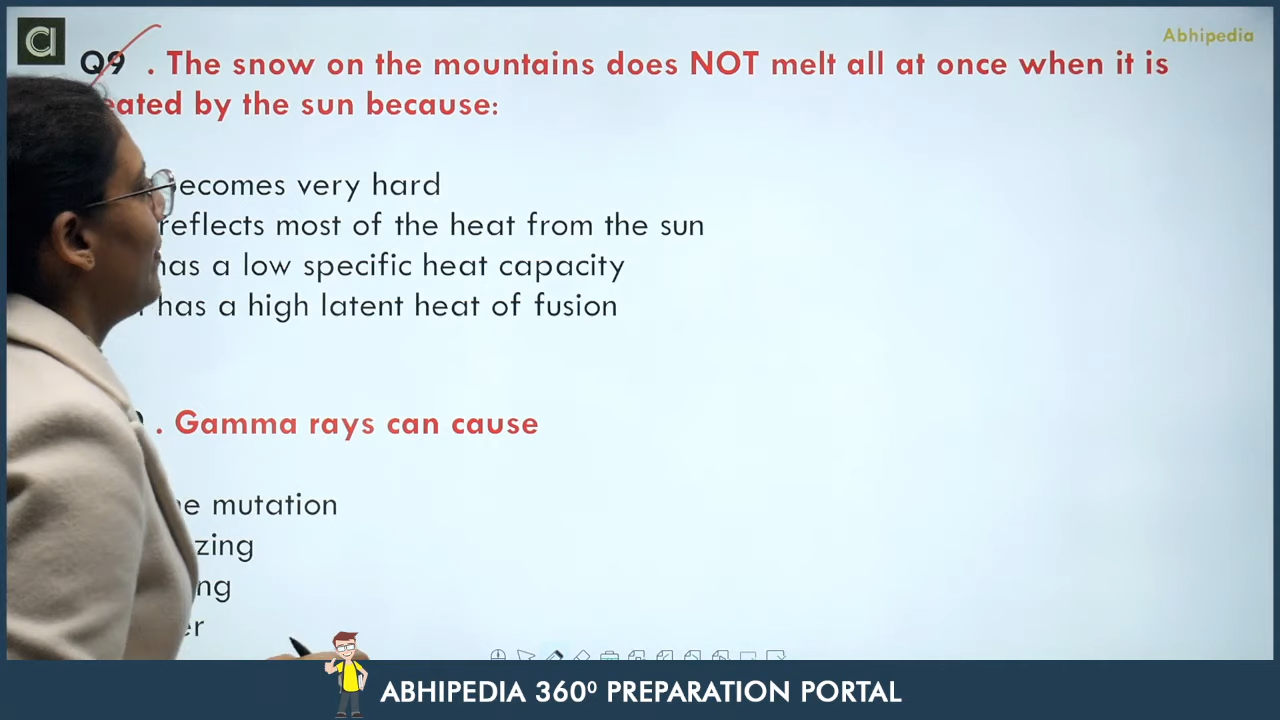 Abhipedia
Q9 . The snow on the mountains does NOT melt all at once when it is
eated by the sun because:
ecomes very hard
reflects most of the heat from the sun
has a low specific heat capacity
has a high latent heat of fusion
. Gamma rays can cause
ne mutation
zing
ng
er
ABHIPEDIA 360⁰ PREPARATION PORTAL